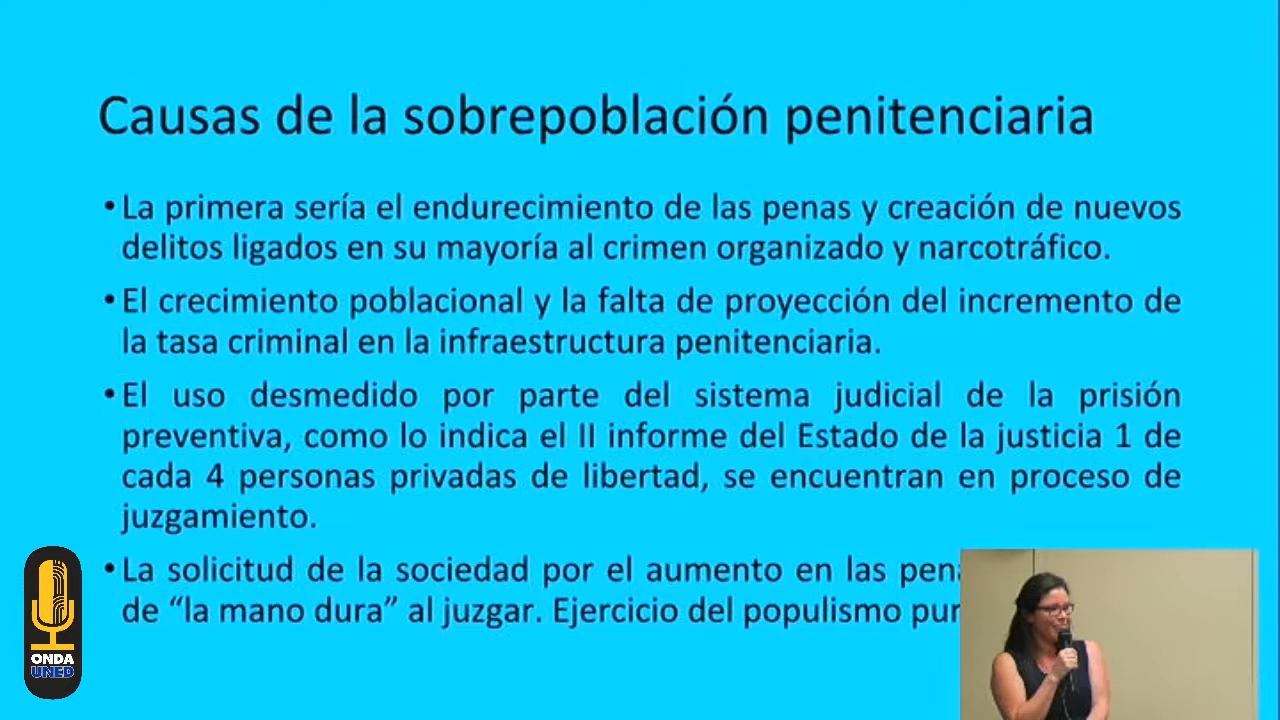 Causas de la sobrepoblación penitenciaria
• La primera sería el endurecimiento de las penas y creación de nuevos
delitos ligados en su mayoría al crimen organizado y narcotráfico.
• El crecimiento poblacional y la falta de proyección del incremento de
la tasa criminal en la infraestructura penitenciaria.
• El uso desmedido por parte del sistema judicial de la prisión
preventiva, como lo indica el II informe del Estado de la justicia 1 de
cada 4 personas privadas de libertad, se encuentran en proceso de
juzgamiento.
• La solicitud de la sociedad por el aumento en las
de “la mano dura” al juzgar. Ejercicio del populismo
ONDA
UNED